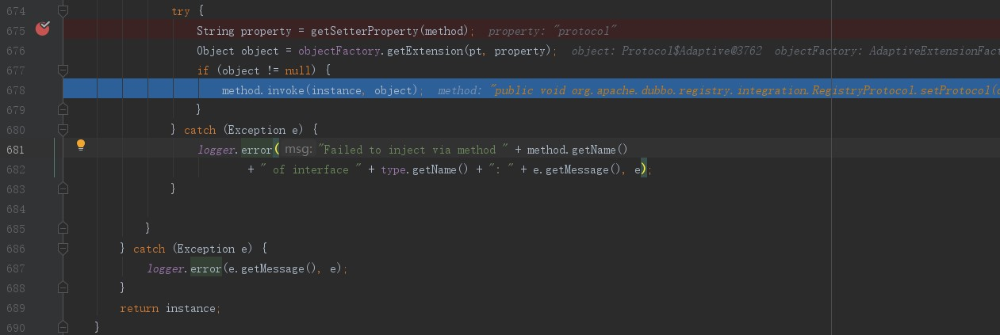 674 try {
675 String property = getSetterProperty(method); property: "protocol"
676 Object object = objectFactory.getExtension(pt, property); object: Protocol$Adaptive@3762 objectFactory: AdaptiveExtensionFact
677 if (object != null) {
678 method.invoke(instance, object); method: "public void org.apache.dubbo.registry.integration.RegistryProtocol.setProtocol(
679 }
680 } catch (Exception e) {
681 logger.error( msg: "Failed to inject via method " + method.getName()
682 + " of interface " + type.getName() + ": " + e.getMessage(), e);
683 }
684
685 }
686 } catch (Exception e) {
687 logger.error(e.getMessage(), e);
688 }
689 return instance;
690 }